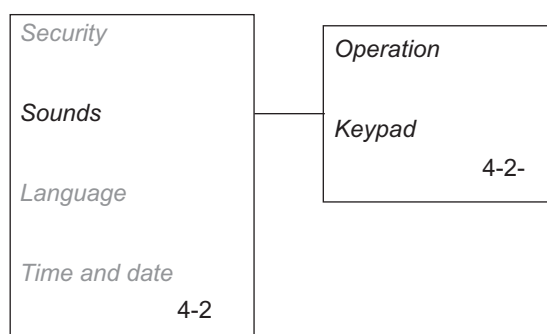 Security
Sounds
Language
Time and date
4-2
Operation
Keypad
4-2-